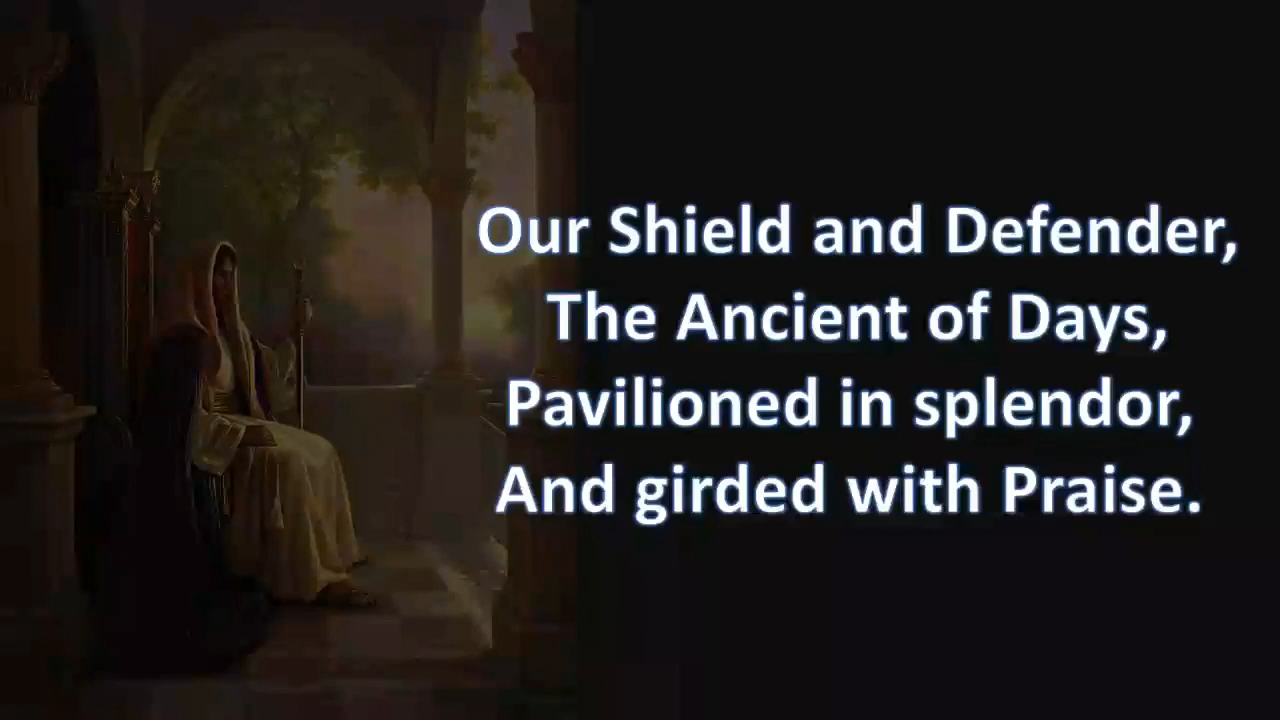 Our Shield and Defender,
The Ancient of Days,
Pavilioned in splendor,
And girded with Praise.